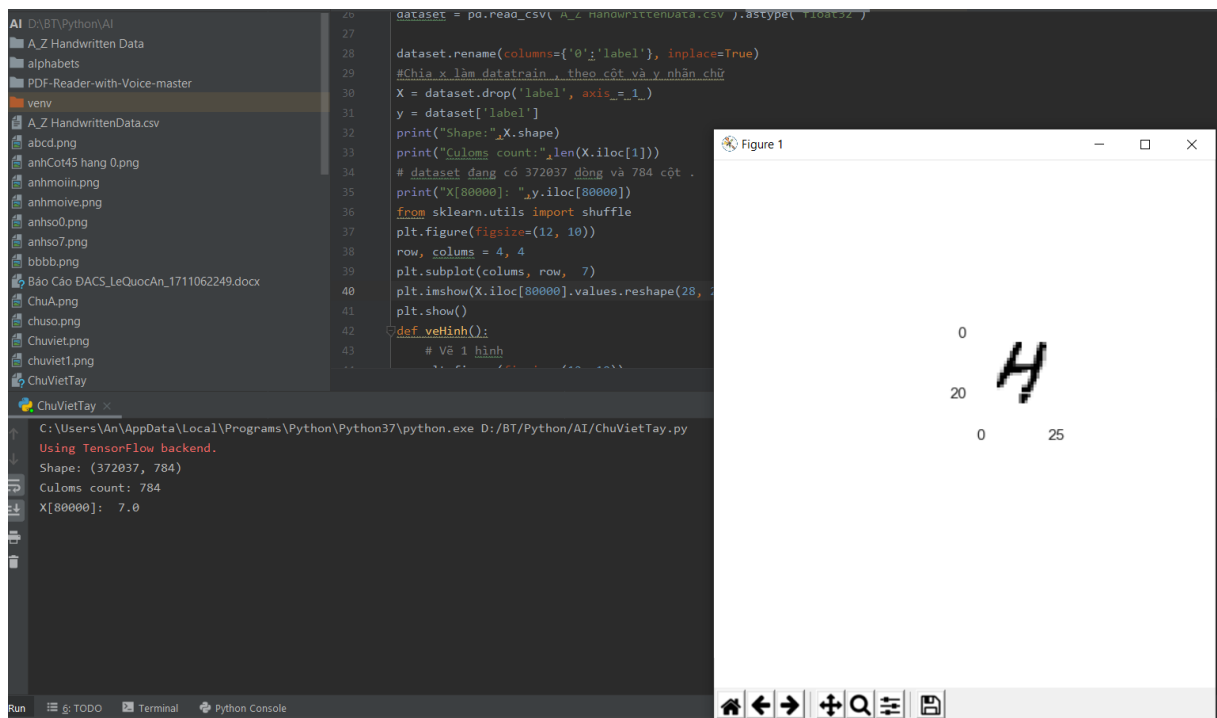 AI D:\BT\Python\AI
A_Z Handwritten Data
alphabets
PDF-Reader-with-Voice-master
venv
A_Z HandwrittenData.csv
abcd.png
anhCot45 hang 0.png
anhmoiin.png
anhmoive.png
anhso0.png
anhso7.png
bbbb.png
Báo Cáo ĐACS_LeQuocAn_1711062249.docx
ChuA.png
chuso.png
Chuviet.png
chuviet1.png
ChuVietTay
26 dataset = pd.read_csv("A_Z HandwrittenData.csv").astype("float32")
27
28 dataset.rename(columns={'0':'label'}, inplace=True)
29 #Chia x làm datatrain , theo cột và y nhãn chữ
30 X = dataset.drop('label', axis = 1 )
31 y = dataset['label']
32 print("Shape:",X.shape)
33 print("Culoms count:",len(X.iloc[1]))
34 # dataset đang có 372037 dòng và 784 cột .
35 print("X[80000]: ",y.iloc[80000])
36 from sklearn.utils import shuffle
37 plt.figure(figsize=(12, 10))
38 row, colums = 4, 4
39 plt.subplot(colums, row, 7)
40 plt.imshow(X.iloc[80000].values.reshape(28,
41 plt.show()
42 def veHinh():
43 # Vẽ 1 hình
Figure 1
0
20
0 25
H
ChuVietTay
C:\Users\An\AppData\Local\Programs\Python\Python37\python.exe D:/BT/Python/AI/ChuVietTay.py
Using TensorFlow backend.
Shape: (372037, 784)
Culoms count: 784
X[80000]: 7.0
Run 6: TODO Terminal Python Console